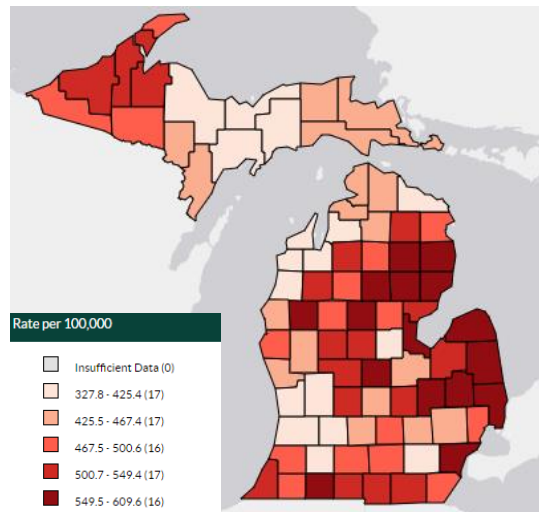 Rate per 100,000
Insufficient Data (0)
327.8 - 425.4 (17)
425.5 - 467.4 (17)
467.5 - 500.6 (16)
500.7 - 549.4 (17)
549.5 - 609.6 (16)